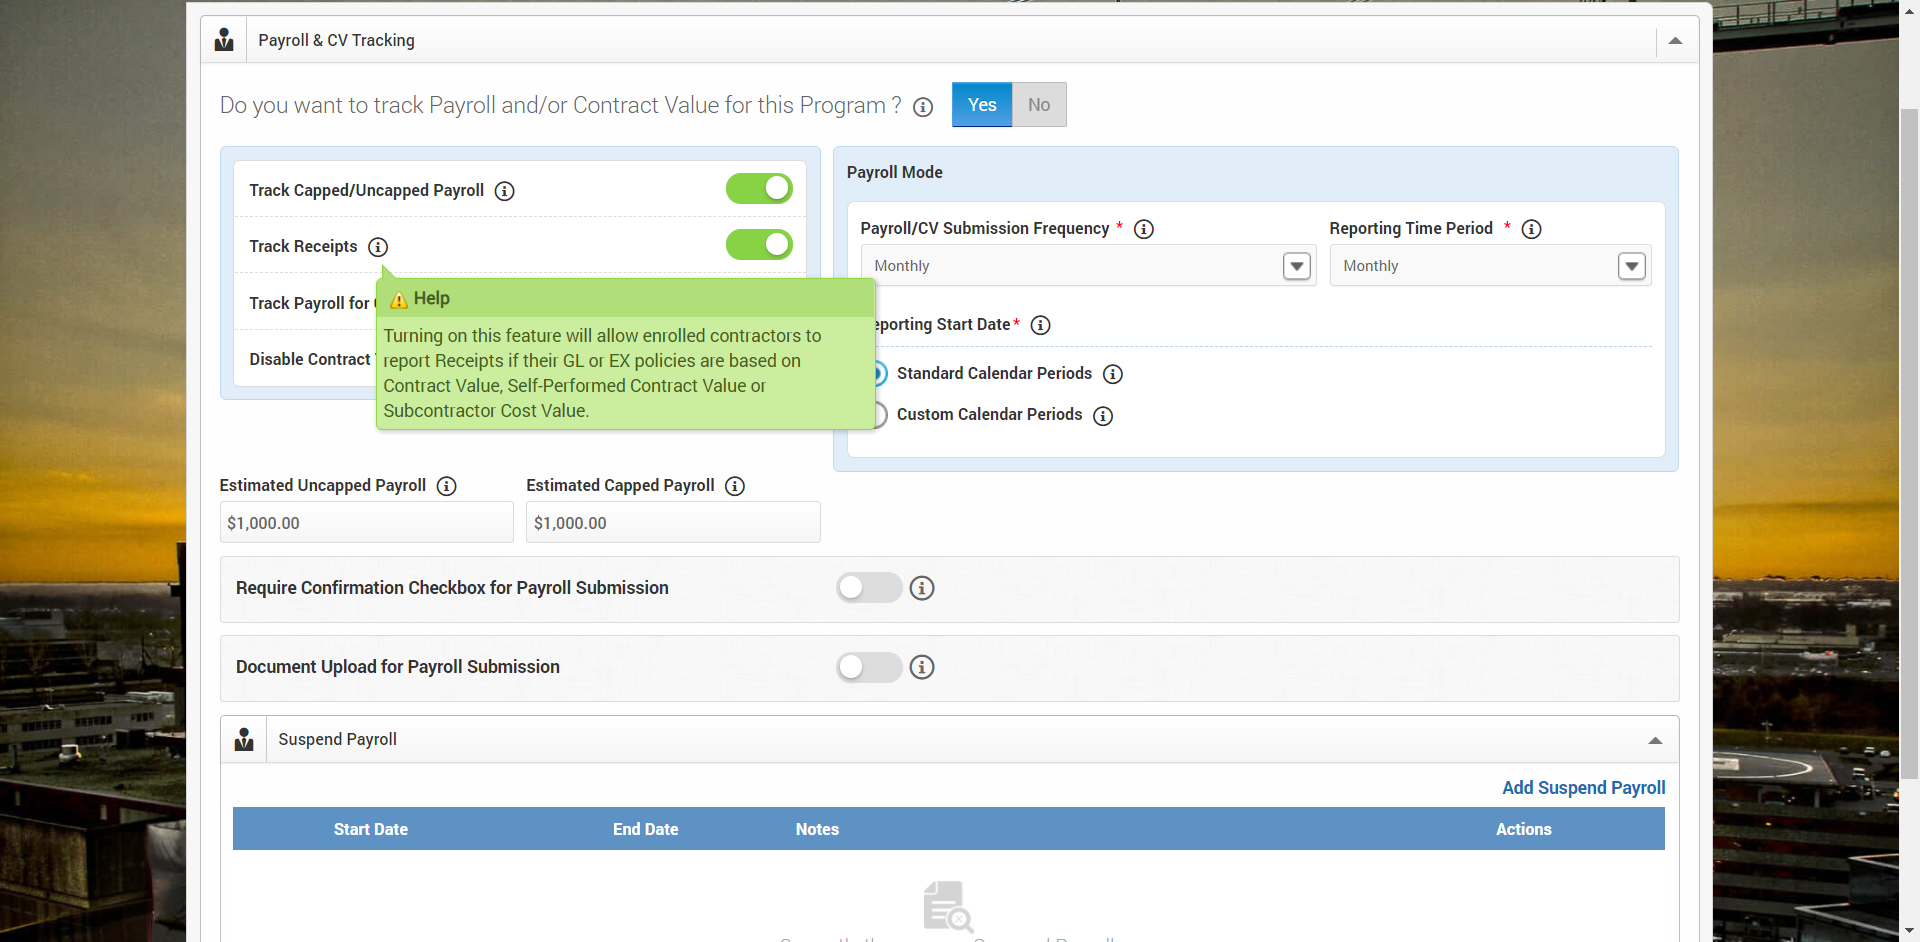 Payroll & CV Tracking
Do you want to track Payroll and/or Contract Value for this Program ?
Yes
No
Track Capped/Uncapped Payroll
Track Receipts
Track Payroll for
Disable Contract
Help
Turning on this feature will allow enrolled contractors to
report Receipts if their GL or EX policies are based on
Contract Value, Self-Performed Contract Value or
Subcontractor Cost Value.
Payroll Mode
Payroll/CV Submission Frequency *
Reporting Time Period *
Monthly
Monthly
eporting Start Date*
Standard Calendar Periods
Custom Calendar Periods
Estimated Uncapped Payroll
Estimated Capped Payroll
$1,000.00
$1,000.00
Require Confirmation Checkbox for Payroll Submission
Document Upload for Payroll Submission
Suspend Payroll
Add Suspend Payroll
Start Date
End Date
Notes
Actions